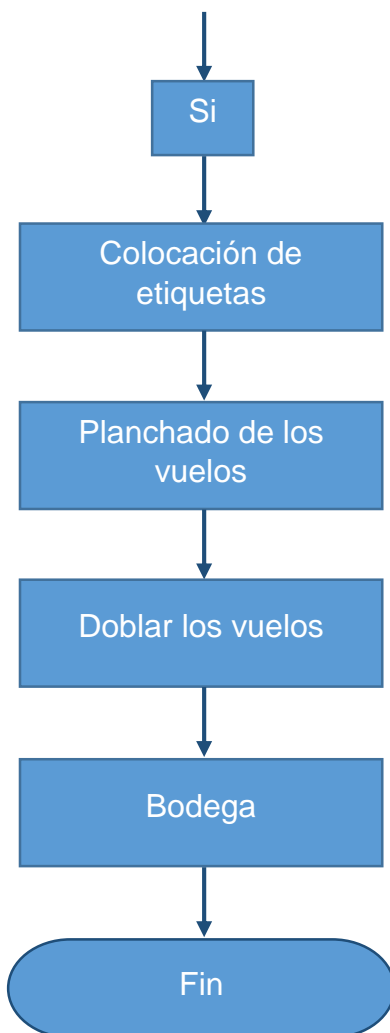 Si
Colocación de
etiquetas
Planchado de los
vuelos
Doblar los vuelos
Bodega
Fin